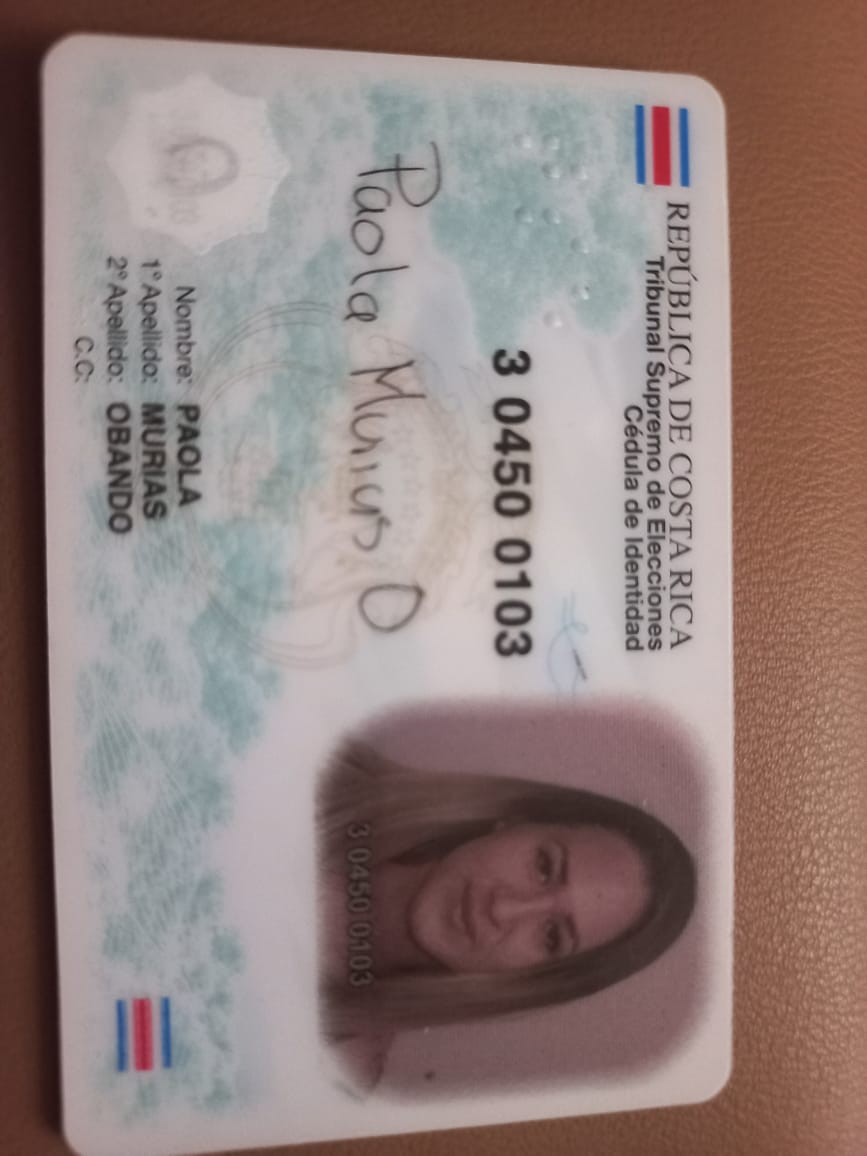 REPÚBLICA DE COSTA RICA
Tribunal Supremo de Elecciones
Cédula de Identidad
3 0450 0103
Paola Murias O
3 0450 0103
Nombre: PAOLA
1° Apellido: MURIAS
2° Apellido: OBANDO
C.C: